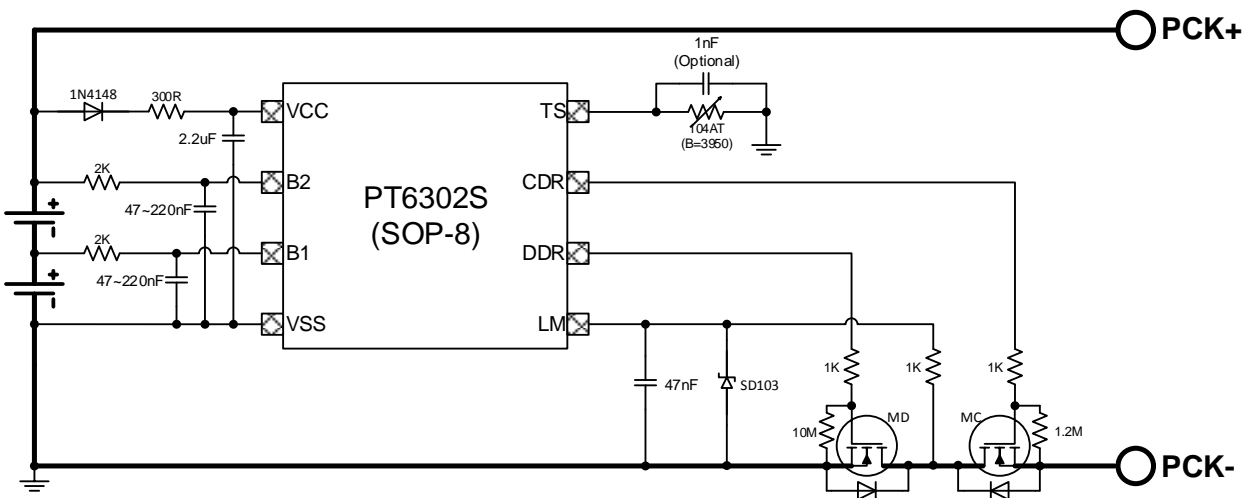 PCK+
1nF
(Optional)
1N4148
300R
VCC
TS
2.2uF
104AT
(B=3950)
2K
B2
PT6302S
CDR
47~220nF
(SOP-8)
2K
B1
DDR
47~220nF
VSS
LM
1K
1K
1K
47nF
SD103
MD
MC
10M
1.2M
PCK-